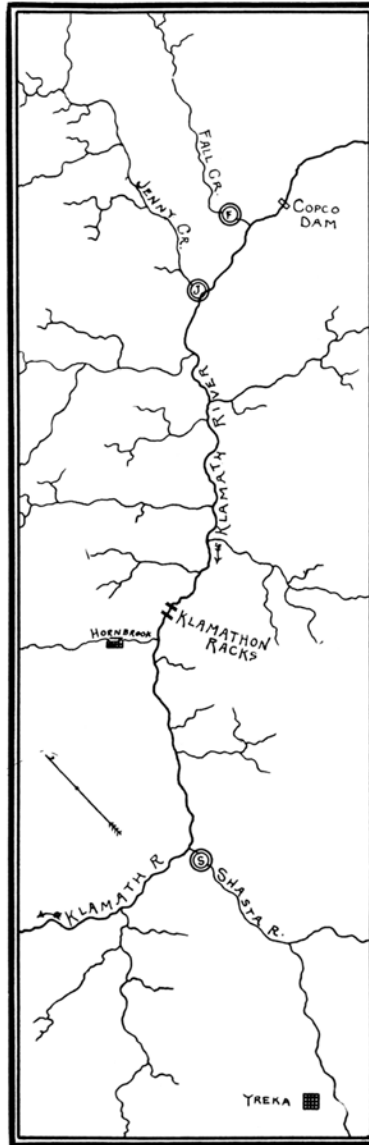 FALL CR.
JENNY CR.
F
COPCO
DAM
J
KLAMATH RIVER
KLAMATHON
RACKS
HORNBROOK
S
KLAMATH R.
SHASTA R.
YREKA